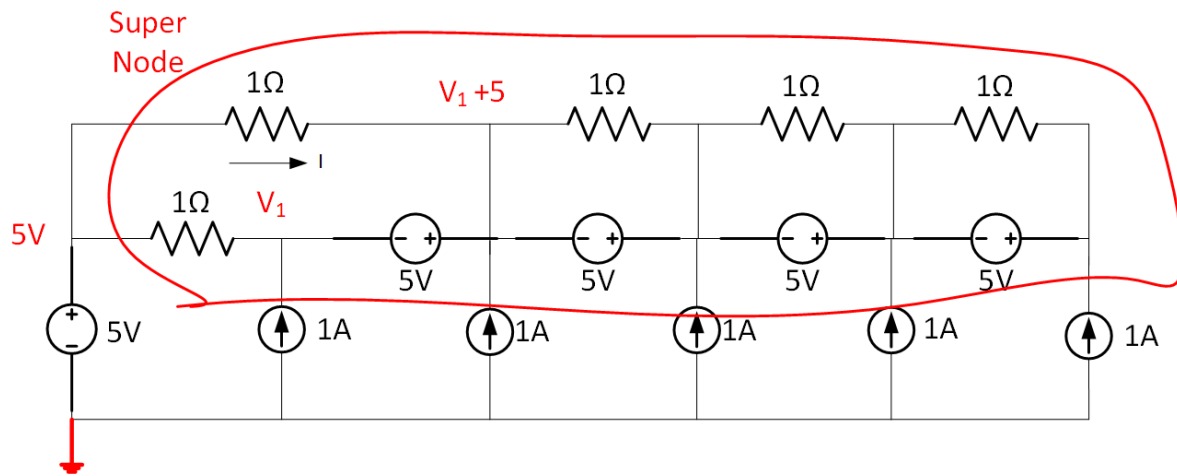 Super
Node
1Ω
V₁ +5
1Ω
1Ω
1Ω
I
1Ω
V₁
5V
- +
- +
- +
- +
5V
5V
5V
5V
+
-
5V
1A
1A
1A
1A
1A